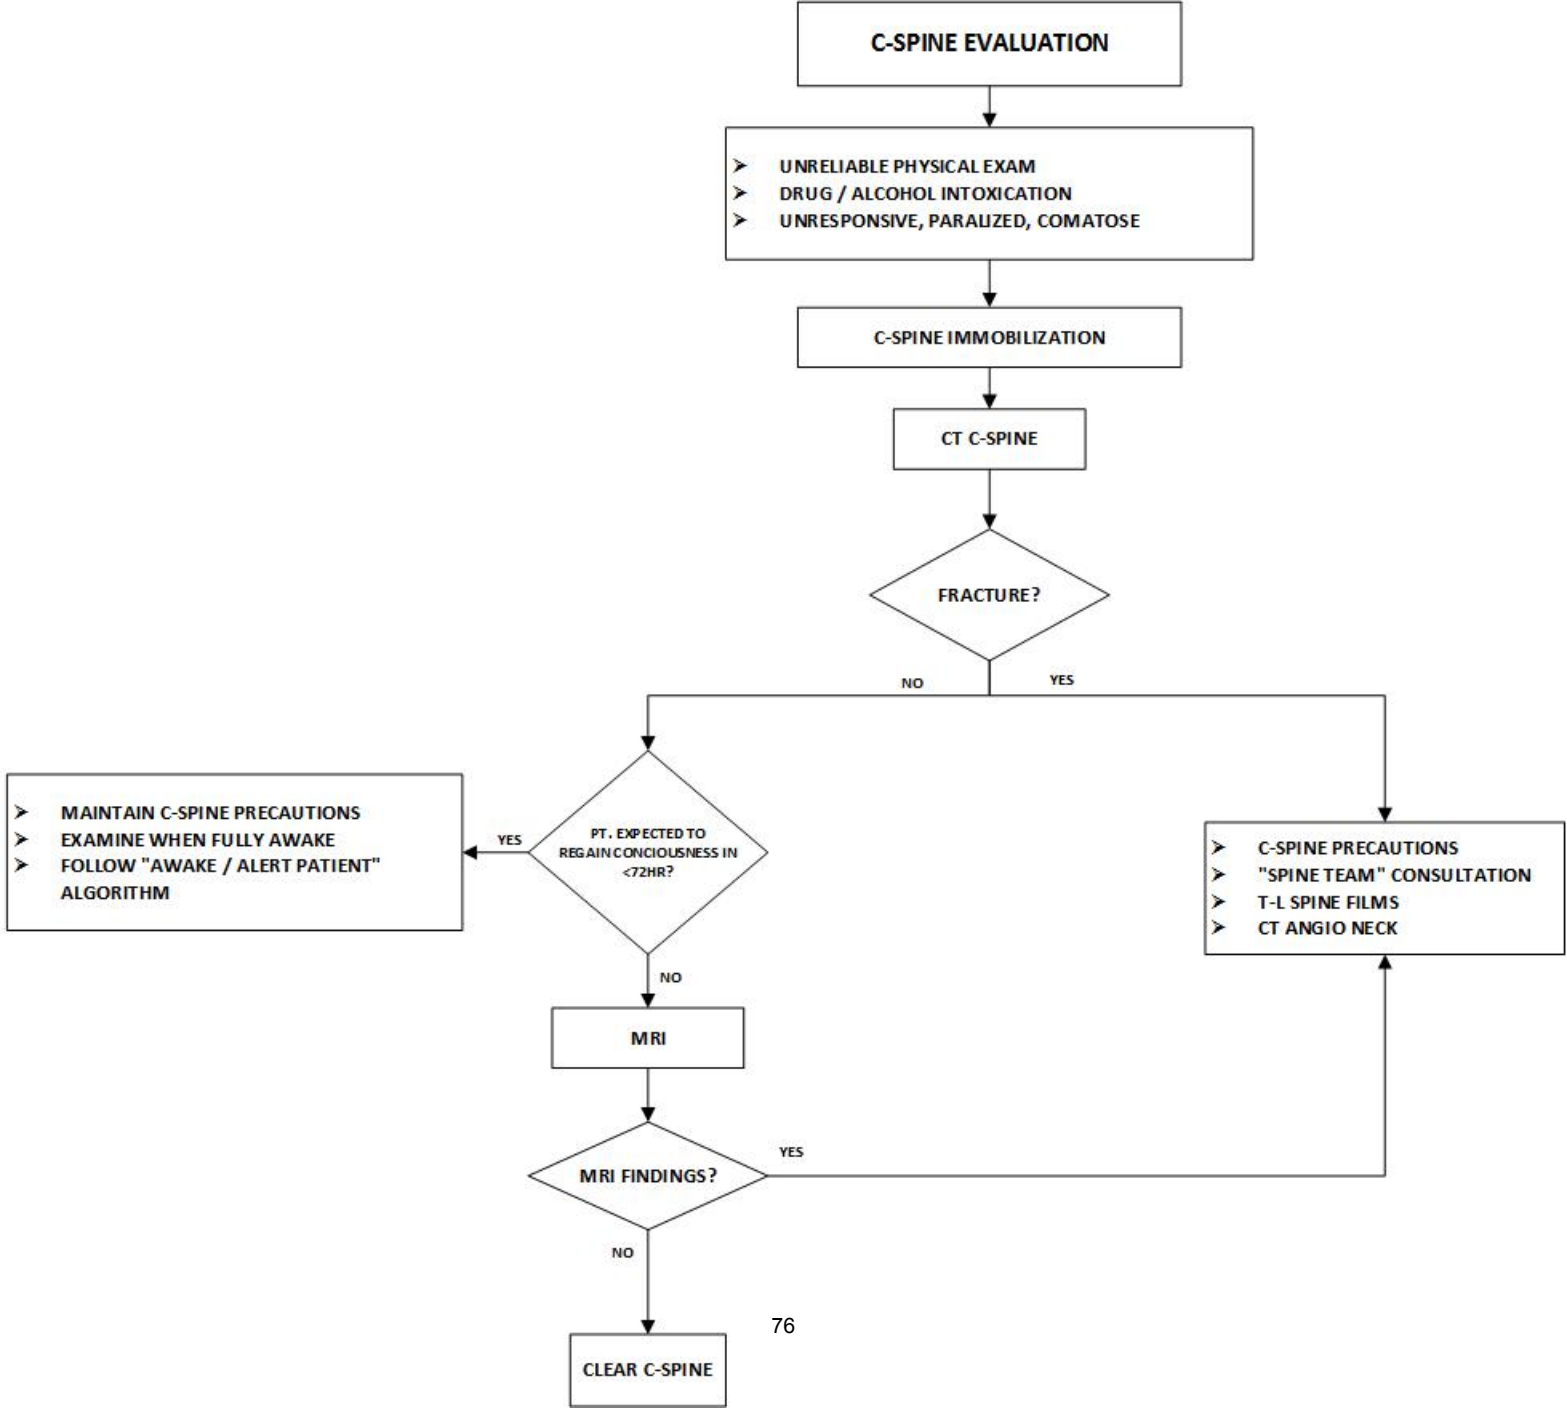 C-SPINE EVALUATION
➤ UNRELIABLE PHYSICAL EXAM
➤ DRUG / ALCOHOL INTOXICATION
➤ UNRESPONSIVE, PARALIZED, COMATOSE
C-SPINE IMMOBILIZATION
CT C-SPINE
FRACTURE?
NO
YES
PT. EXPECTED TO
REGAIN CONCIOUSNESS IN
<72HR?
YES
➤ MAINTAIN C-SPINE PRECAUTIONS
➤ EXAMINE WHEN FULLY AWAKE
➤ FOLLOW "AWAKE / ALERT PATIENT"
ALGORITHM
➤ C-SPINE PRECAUTIONS
➤ "SPINE TEAM" CONSULTATION
➤ T-L SPINE FILMS
➤ CT ANGIO NECK
NO
MRI
MRI FINDINGS?
YES
NO
CLEAR C-SPINE
76